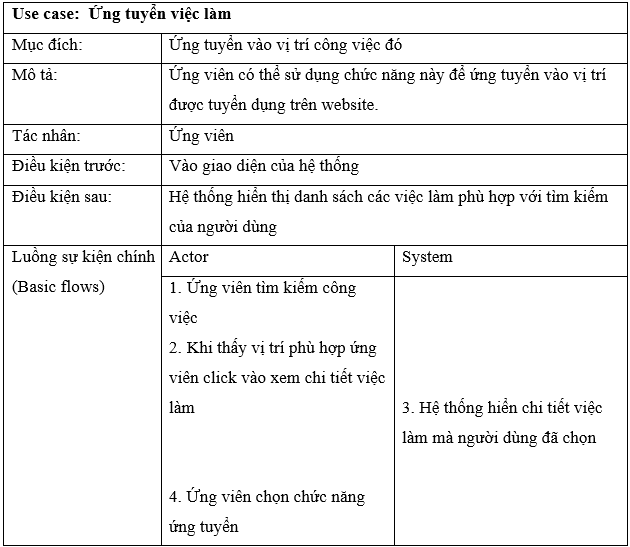 Use case: Ứng tuyển việc làm
Mục đích: Ứng tuyển vào vị trí công việc đó
Mô tả: Ứng viên có thể sử dụng chức năng này để ứng tuyển vào vị trí
được tuyển dụng trên website.
Tác nhân: Ứng viên
Điều kiện trước: Vào giao diện của hệ thống
Điều kiện sau: Hệ thống hiển thị danh sách các việc làm phù hợp với tìm kiếm
của người dùng
Luồng sự kiện chính
(Basic flows)
Actor
System
1. Ứng viên tìm kiếm công
việc
2. Khi thấy vị trí phù hợp ứng
viên click vào xem chi tiết việc
làm
3. Hệ thống hiển chi tiết việc
làm mà người dùng đã chọn
4. Ứng viên chọn chức năng
ứng tuyển